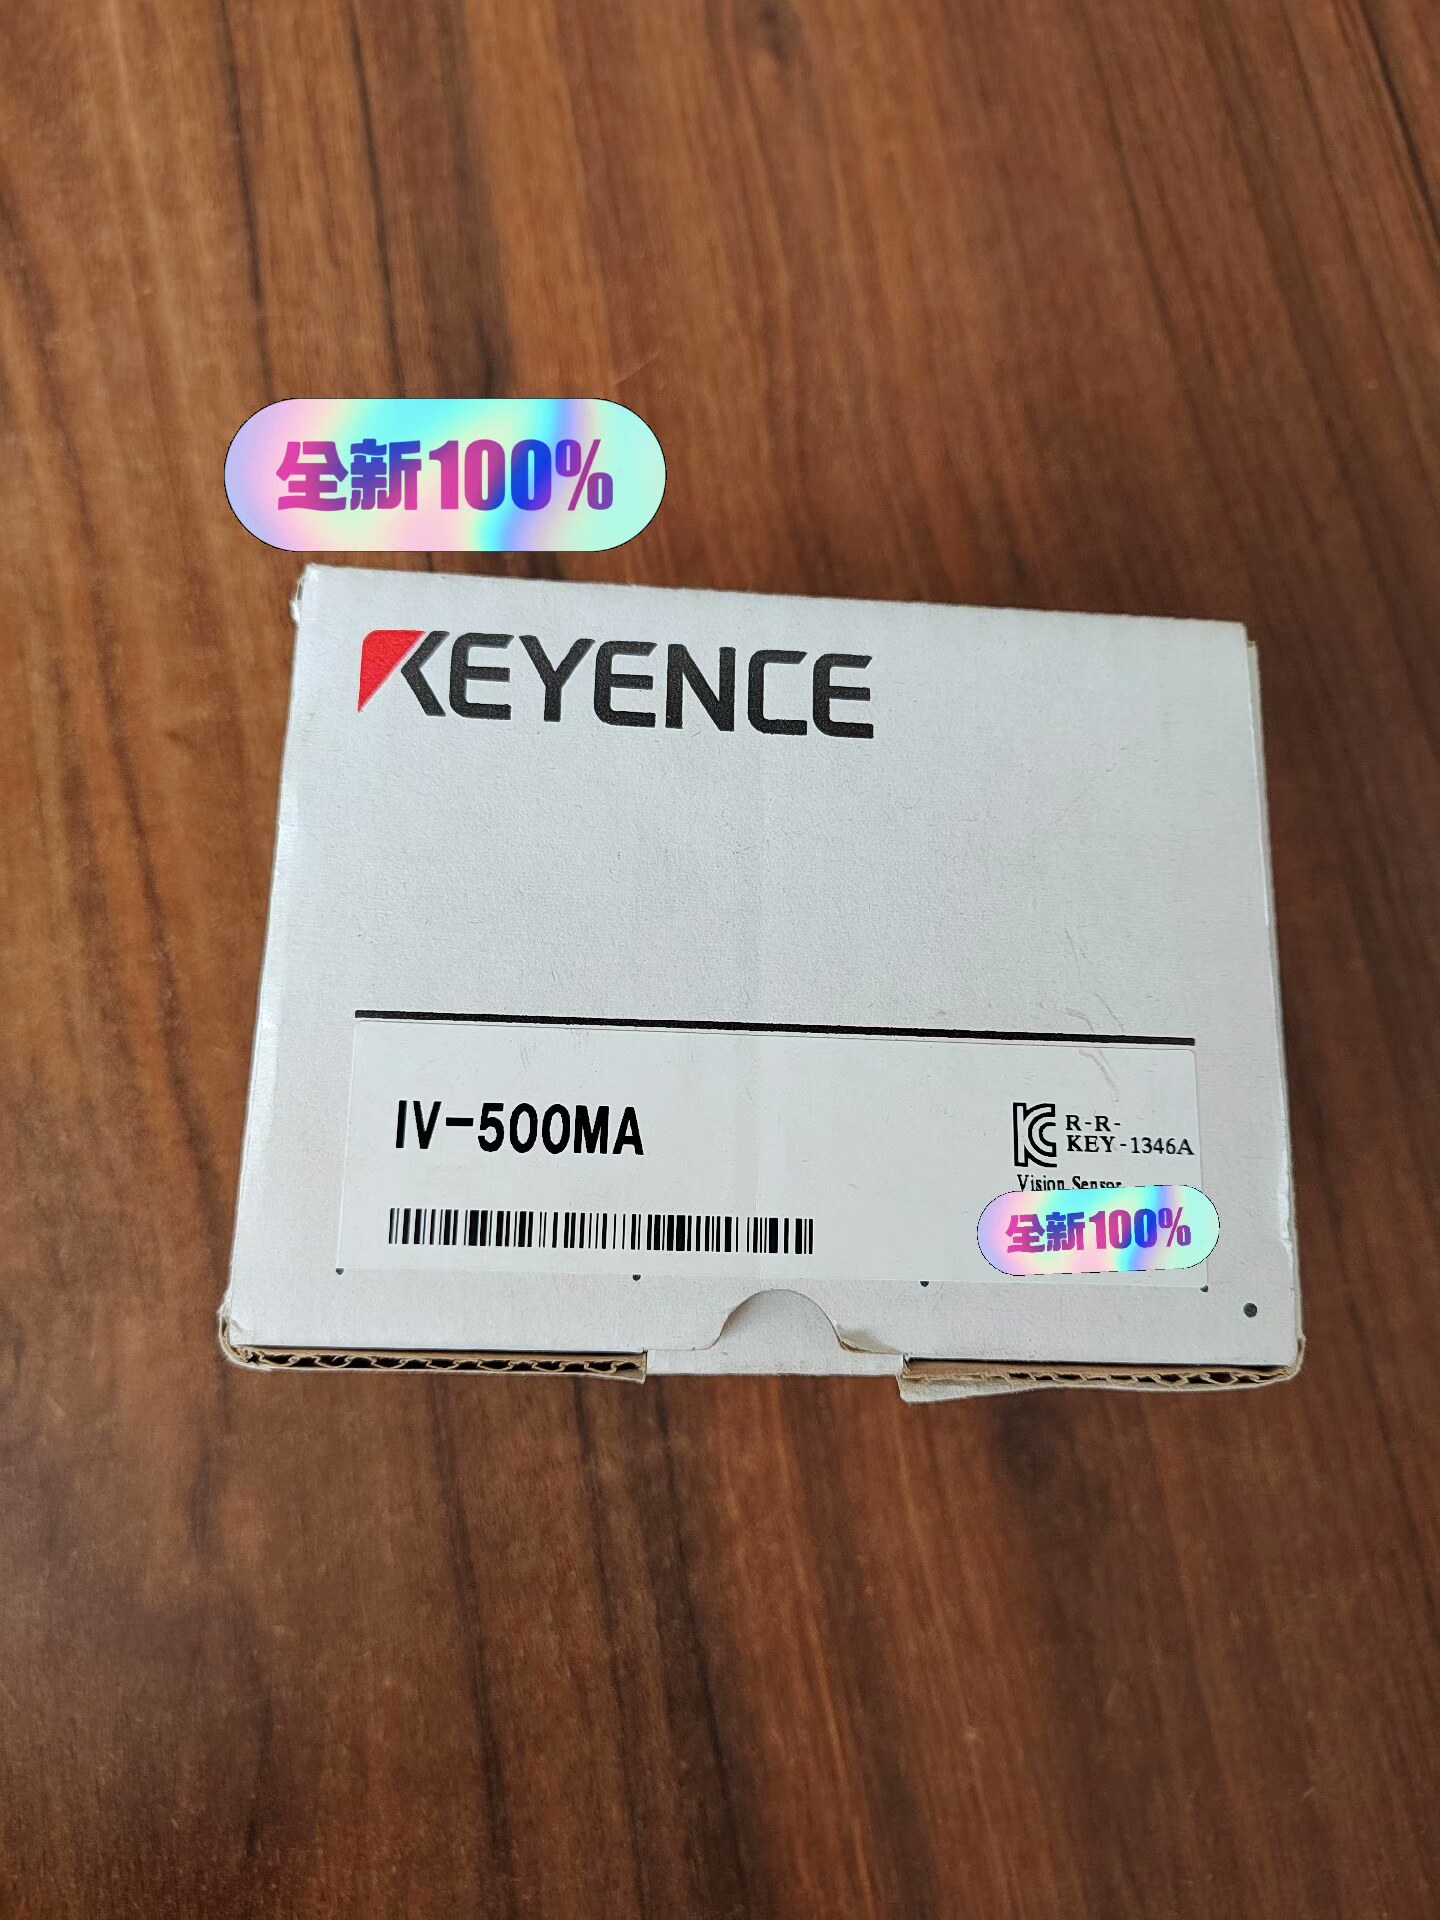 全新100%
KEYENCE
IV-500MA
R-R-
KEY-1346A
Vision Sensor
全新100%